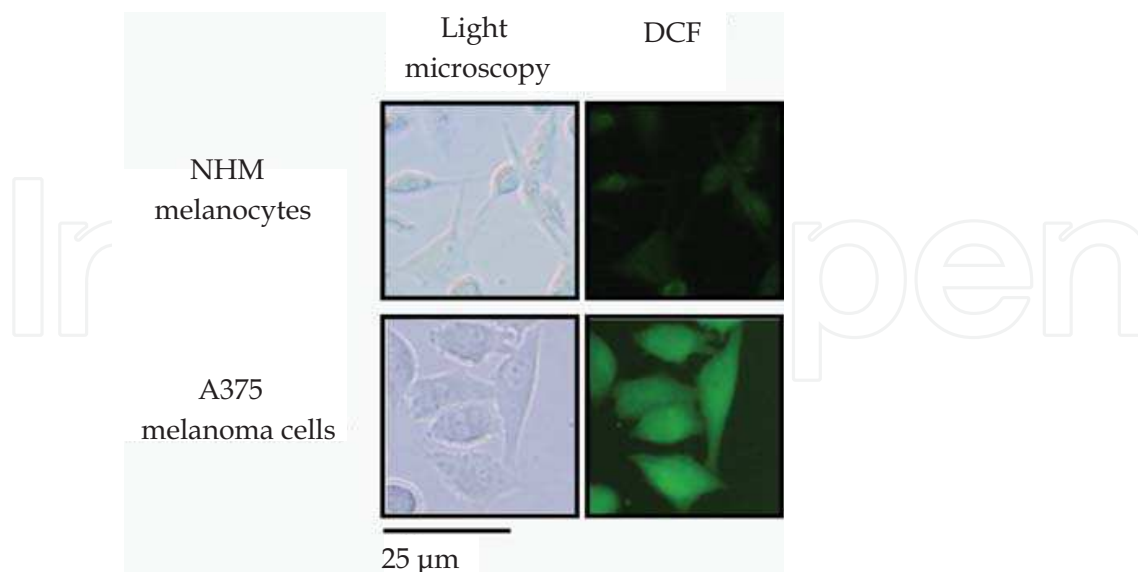 Light
microscopy
DCF
NHM
melanocytes
A375
melanoma cells
25 µm